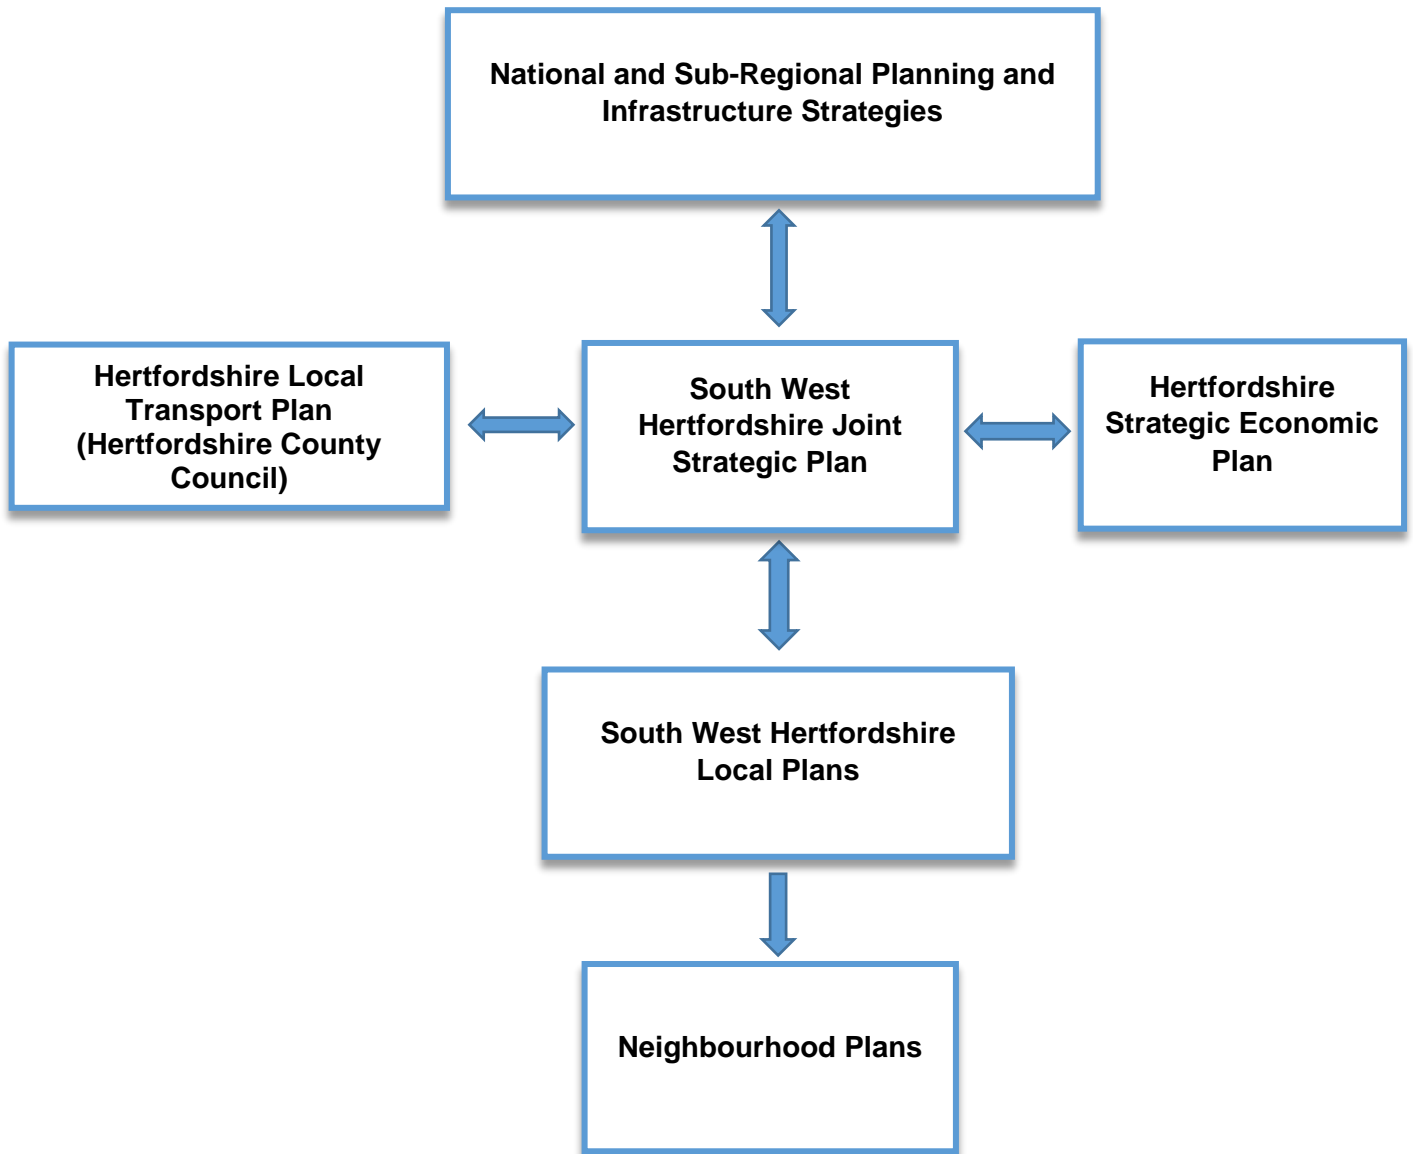 National and Sub-Regional Planning and
Infrastructure Strategies
Hertfordshire Local
Transport Plan
(Hertfordshire County
Council)
South West
Hertfordshire Joint
Strategic Plan
Hertfordshire
Strategic Economic
Plan
South West Hertfordshire
Local Plans
Neighbourhood Plans